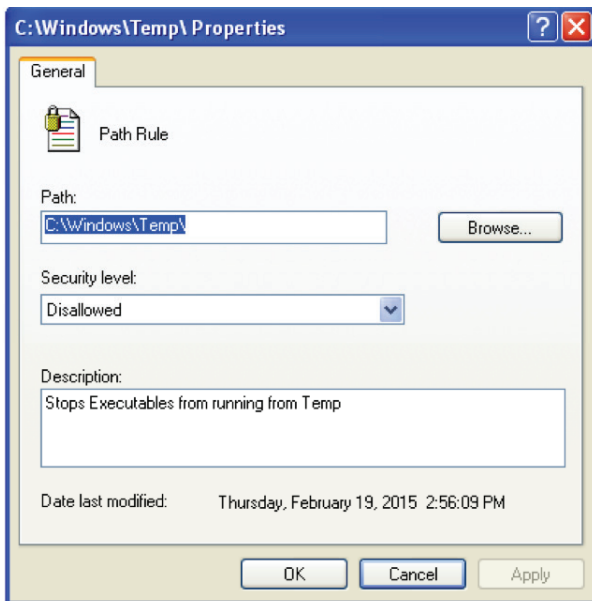 C:\Windows\Temp\ Properties
General
Path Rule
Path:
C:\Windows\Temp\
Browse...
Security level:
Disallowed
Description:
Stops Executables from running from Temp
Date last modified: Thursday, February 19, 2015 2:56:09 PM
OK Cancel Apply